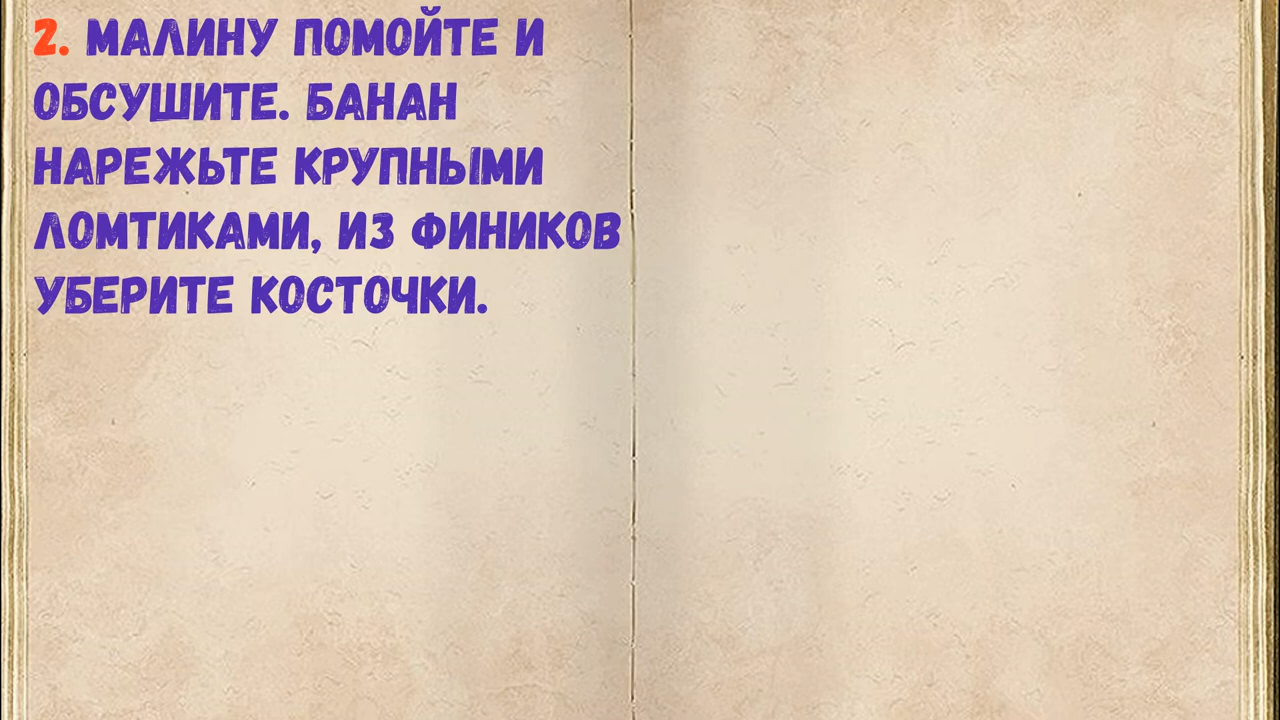 2. МАЛИНУ ПОМОЙТЕ И
ОБСУШИТЕ. БАНАН
НАРЕЖЬТЕ КРУПНЫМИ
ЛОМТИКАМИ, ИЗ ФИНИКОВ
УБЕРИТЕ КОСТОЧКИ.